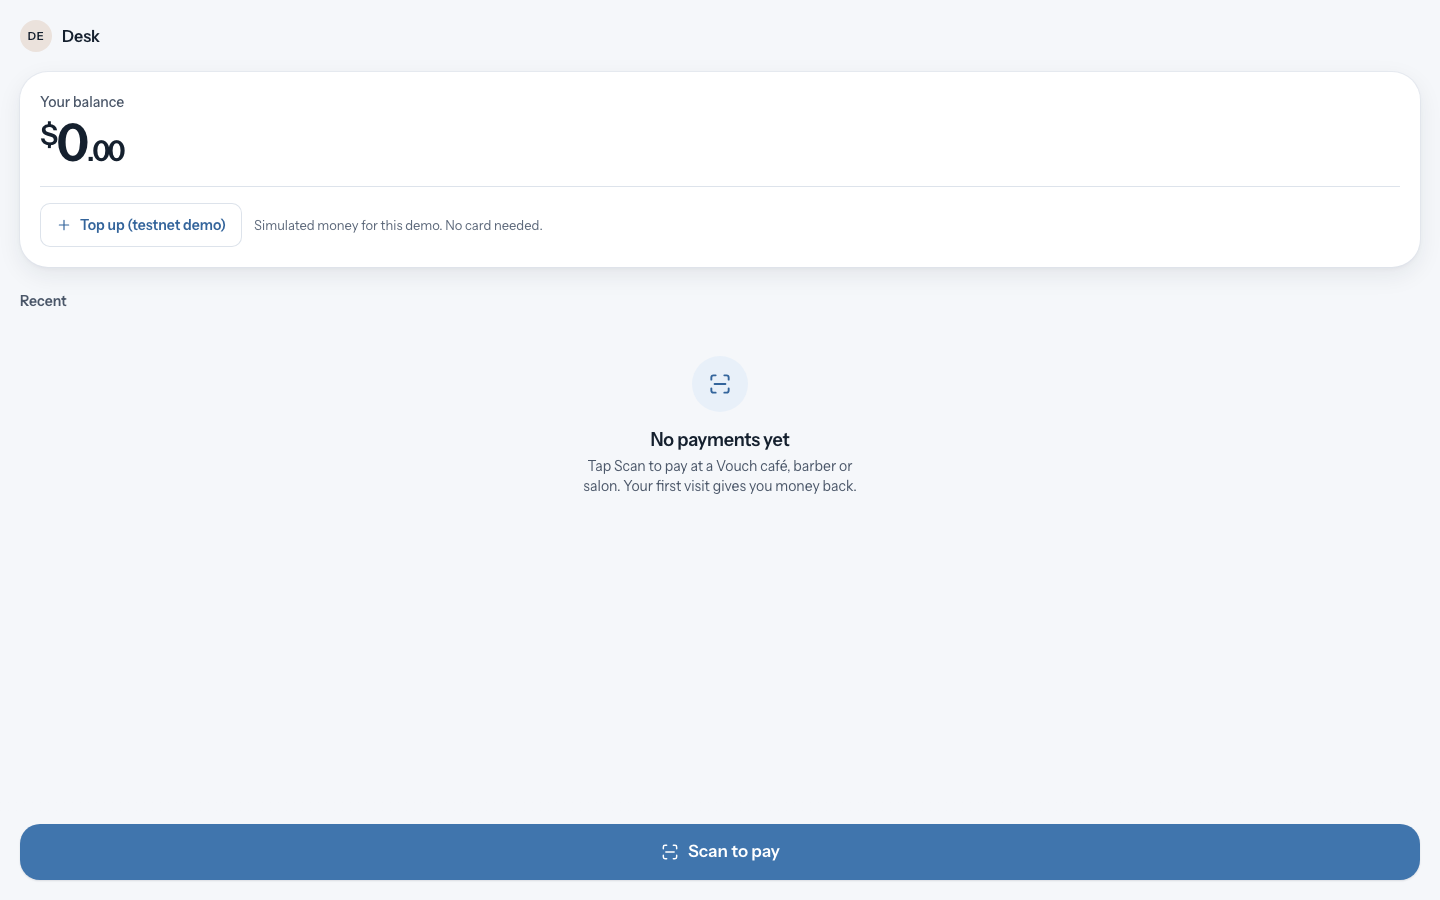 DE
Desk
Your balance
$0.00
Top up (testnet demo)
Simulated money for this demo. No card needed.
Recent
No payments yet
Tap Scan to pay at a Vouch café, barber or
salon. Your first visit gives you money back.
Scan to pay